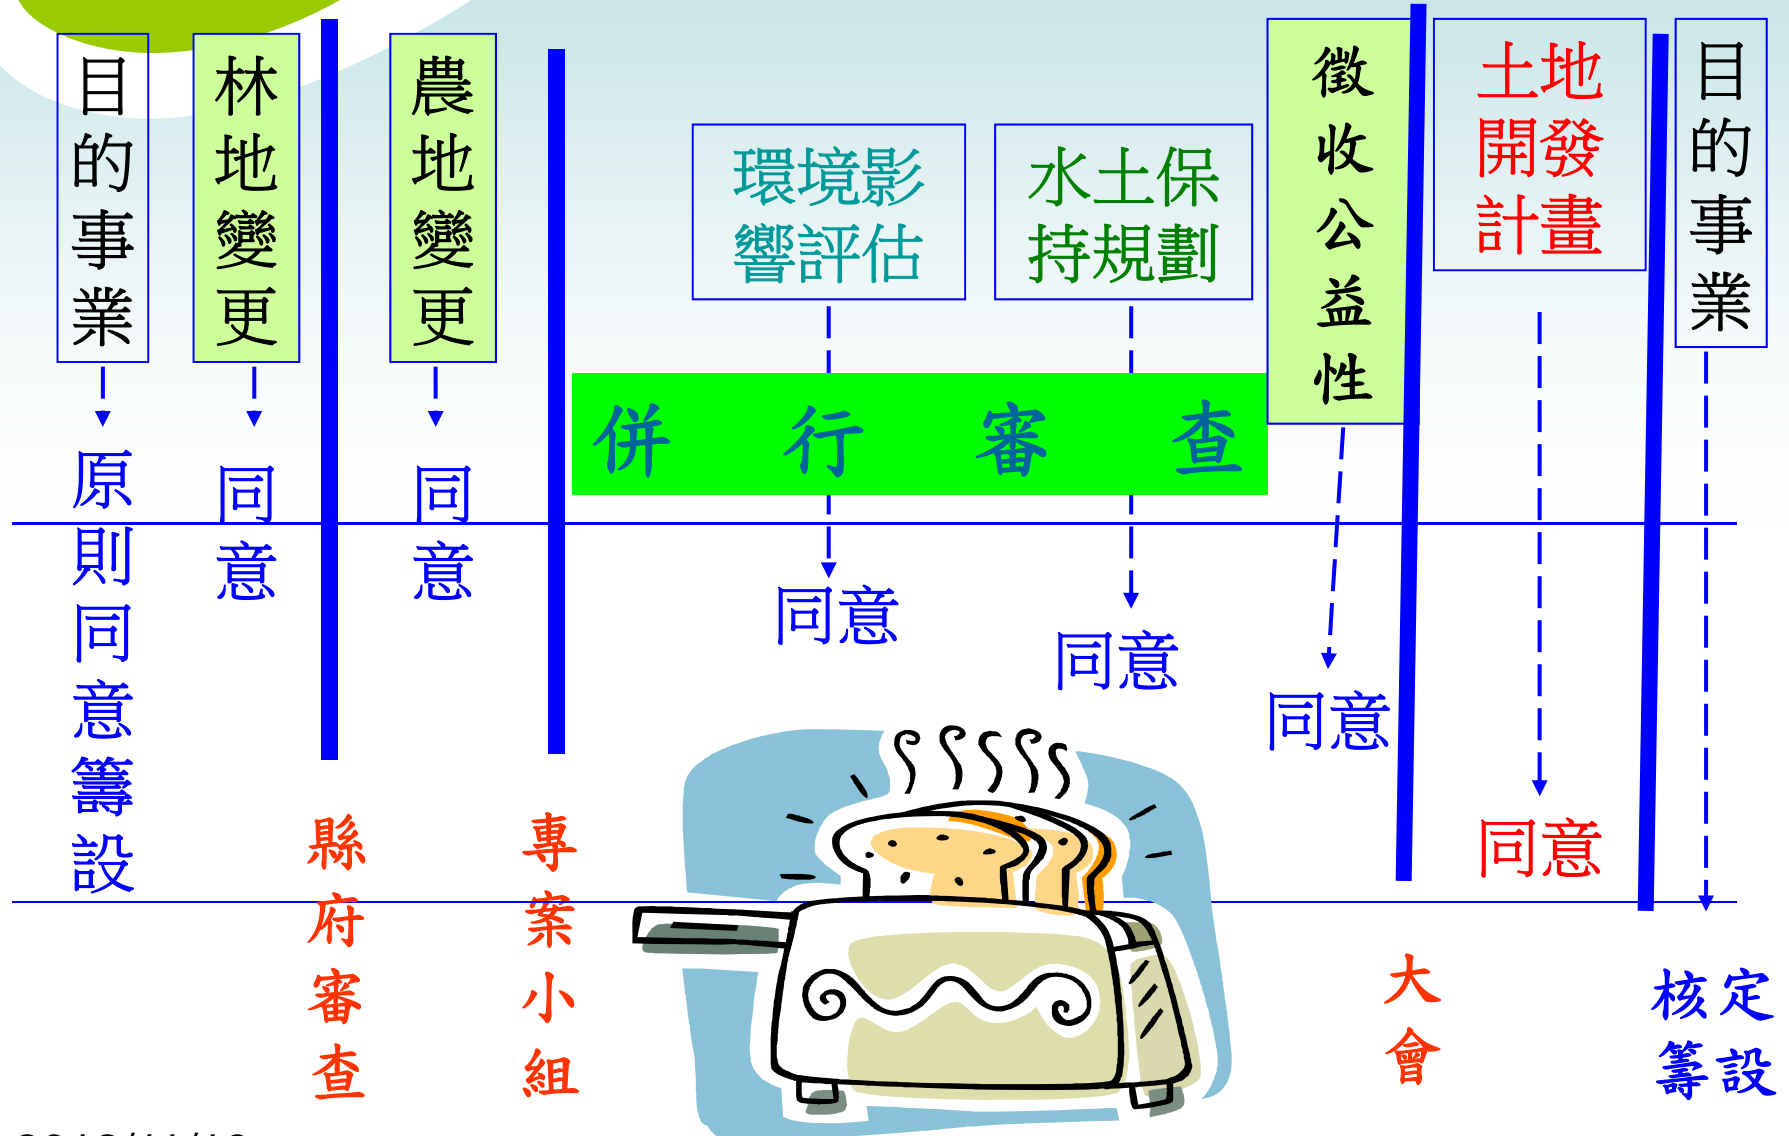 目的事業
林地變更
農地變更
環境影
響評估
水土保
持規劃
徵收公益性
土地
開發
計畫
目的事業
併行審查
原則同意籌設
同意
同意
同意
同意
同意
同意
縣府審查
專案小組
大會
核定
籌設